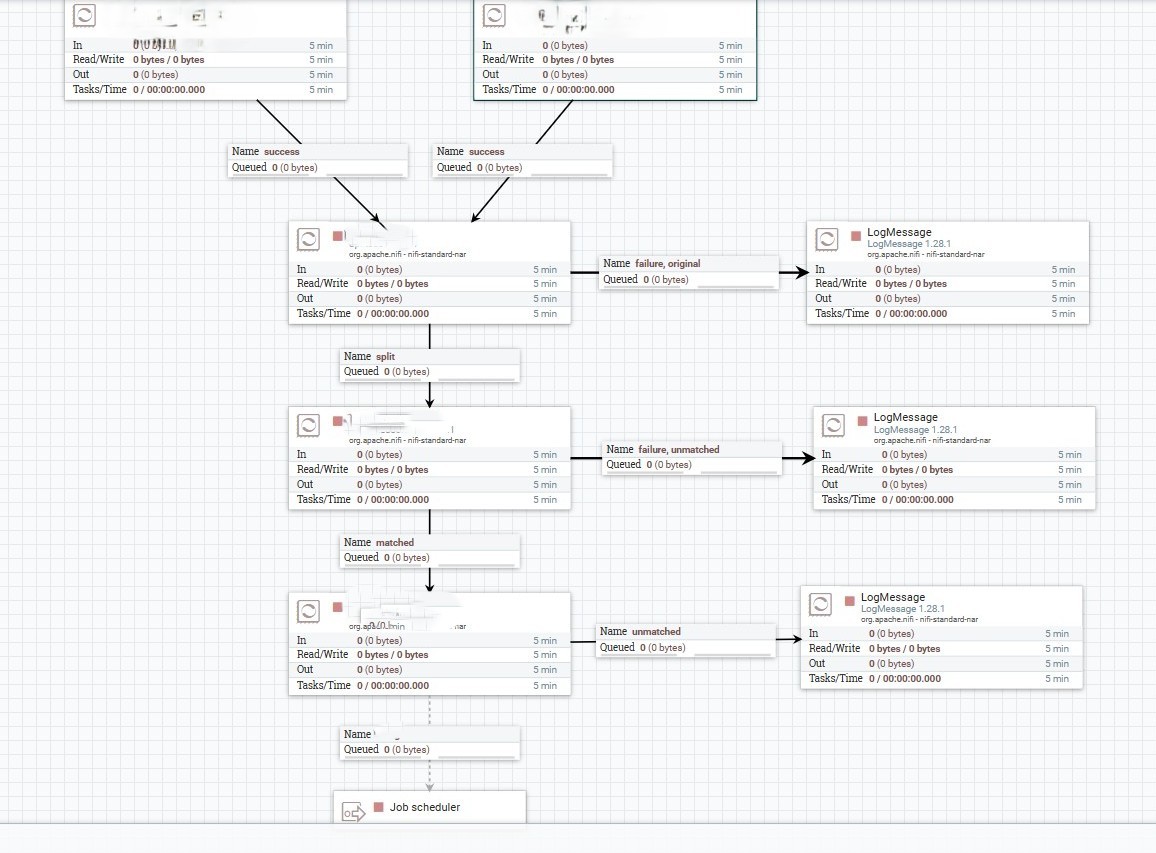 In 5 min
Read/Write 0 bytes / 0 bytes 5 min
Out 0 (0 bytes) 5 min
Tasks/Time 0 / 00:00:00.000 5 min
In 0 (0 bytes) 5 min
Read/Write 0 bytes / 0 bytes 5 min
Out 0 (0 bytes) 5 min
Tasks/Time 0 / 00:00:00.000 5 min
Name success
Queued 0 (0 bytes)
Name success
Queued 0 (0 bytes)
org.apache.nifi - nifi-standard-nar
In 0 (0 bytes) 5 min
Read/Write 0 bytes / 0 bytes 5 min
Out 0 (0 bytes) 5 min
Tasks/Time 0 / 00:00:00.000 5 min
Name failure, original
Queued 0 (0 bytes)
LogMessage
LogMessage 1.28.1
org.apache.nifi - nifi-standard-nar
In 0 (0 bytes) 5 min
Read/Write 0 bytes / 0 bytes 5 min
Out 0 (0 bytes) 5 min
Tasks/Time 0 / 00:00:00.000 5 min
Name split
Queued 0 (0 bytes)
org.apache.nifi - nifi-standard-nar
In 0 (0 bytes) 5 min
Read/Write 0 bytes / 0 bytes 5 min
Out 0 (0 bytes) 5 min
Tasks/Time 0 / 00:00:00.000 5 min
Name failure, unmatched
Queued 0 (0 bytes)
LogMessage
LogMessage 1.28.1
org.apache.nifi - nifi-standard-nar
In 0 (0 bytes) 5 min
Read/Write 0 bytes / 0 bytes 5 min
Out 0 (0 bytes) 5 min
Tasks/Time 0 / 00:00:00.000 5 min
Name matched
Queued 0 (0 bytes)
In 0 (0 bytes) 5 min
Read/Write 0 bytes / 0 bytes 5 min
Out 0 (0 bytes) 5 min
Tasks/Time 0 / 00:00:00.000 5 min
Name unmatched
Queued 0 (0 bytes)
LogMessage
LogMessage 1.28.1
org.apache.nifi - nifi-standard-nar
In 0 (0 bytes) 5 min
Read/Write 0 bytes / 0 bytes 5 min
Out 0 (0 bytes) 5 min
Tasks/Time 0 / 00:00:00.000 5 min
Name
Queued 0 (0 bytes)
Job scheduler